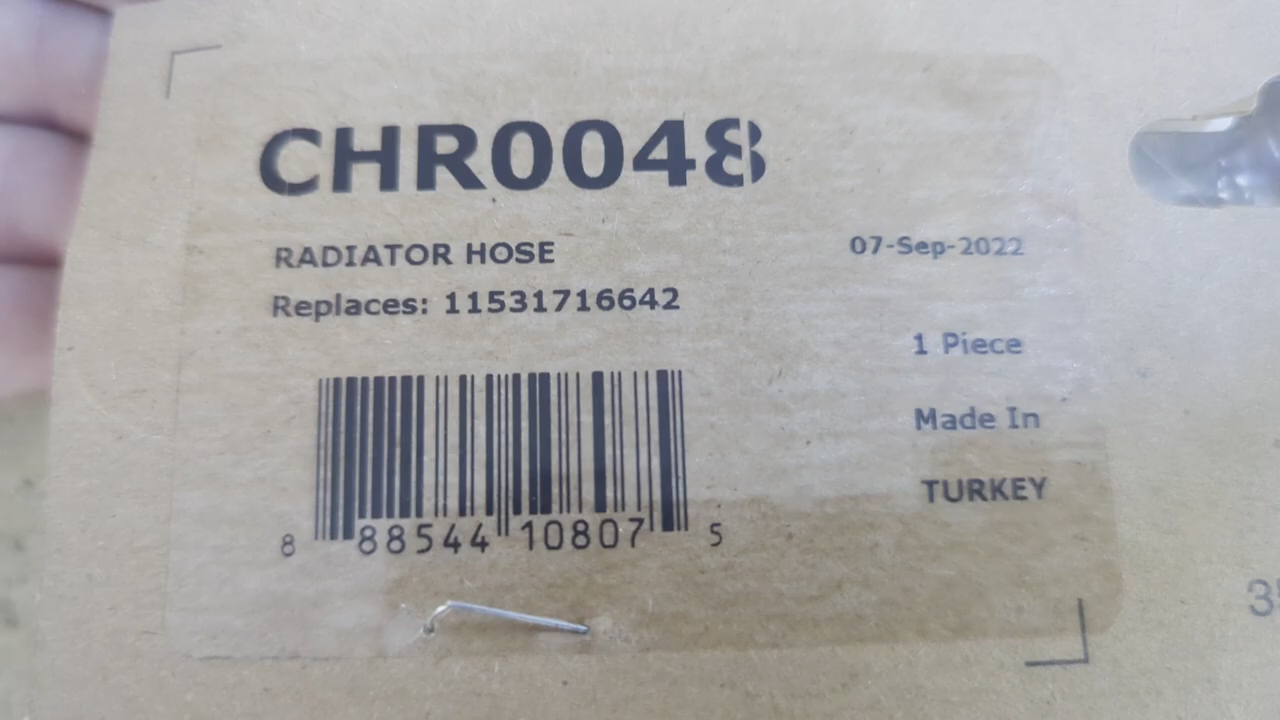 CHR0048
RADIATOR HOSE
07-Sep-2022
Replaces: 11531716642
1 Piece
Made In
TURKEY
8 88544 10807 5